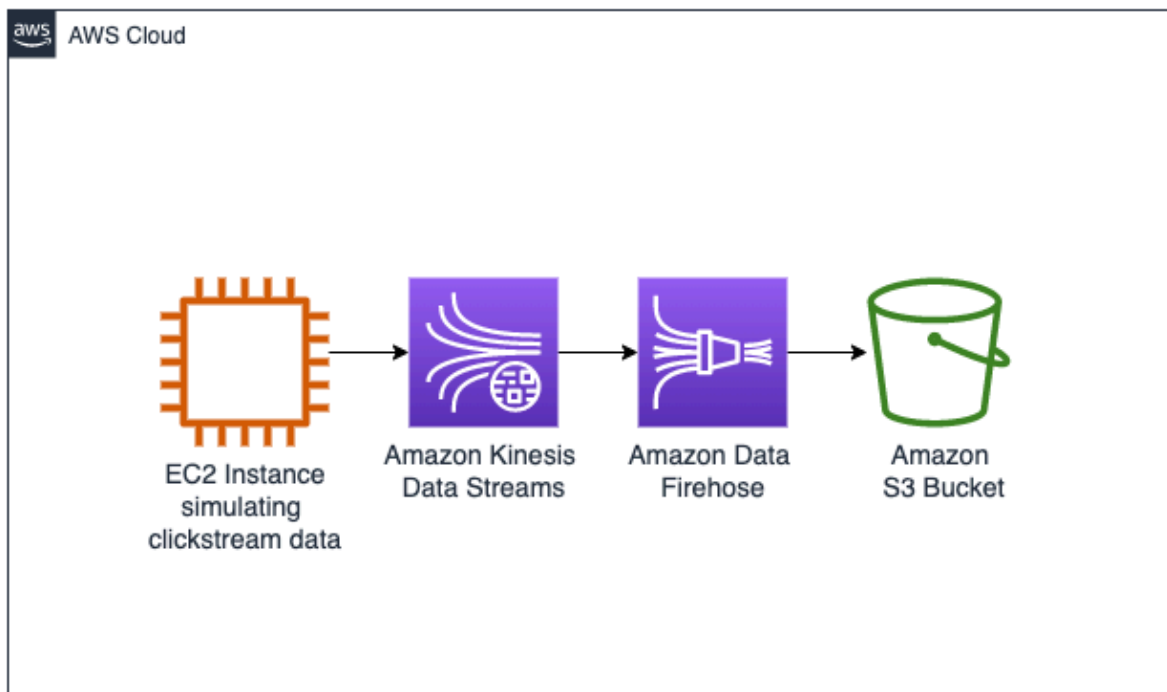 aws
AWS Cloud
EC2 Instance
simulating
clickstream data
Amazon Kinesis
Data Streams
Amazon Data
Firehose
Amazon
S3 Bucket